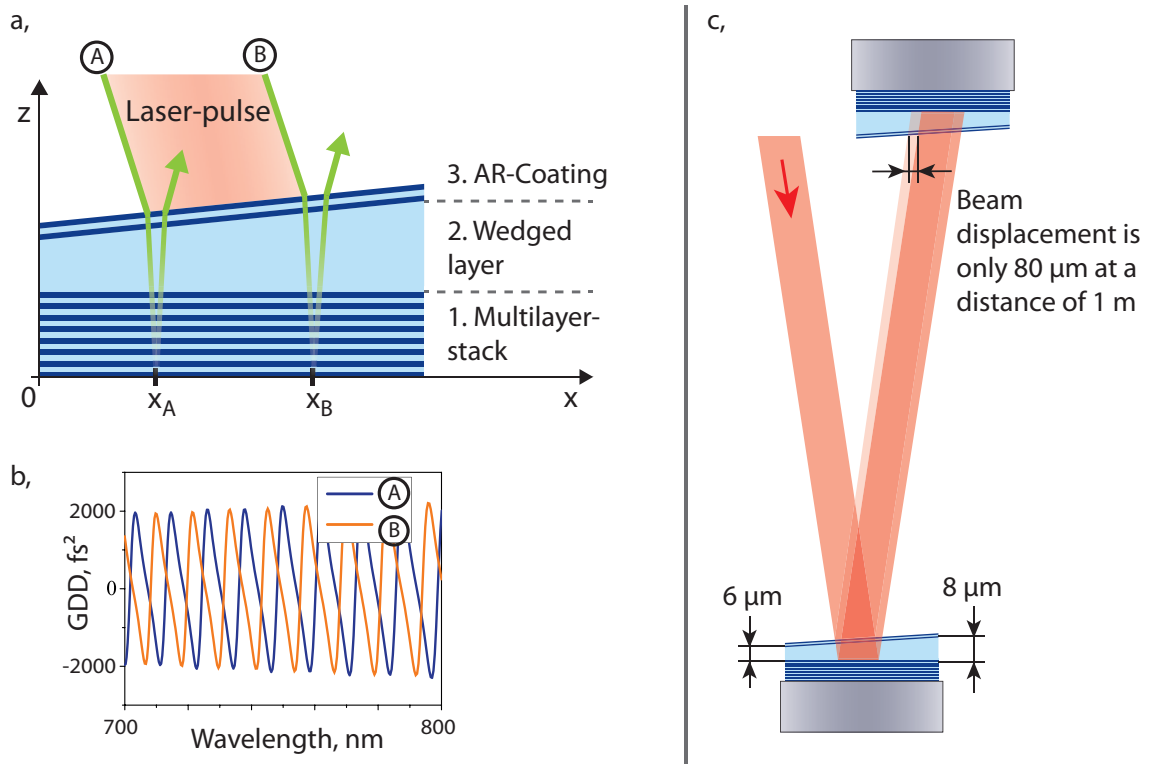 a,
A
B
Laser-pulse
z
3. AR-Coating
2. Wedged
layer
1. Multilayer-
stack
0
x_A
x_B
x
b,
GDD, fs²
2000
0
-2000
A
B
700
800
Wavelength, nm
c,
Beam
displacement is
only 80 µm at a
distance of 1 m
6 µm
8 µm